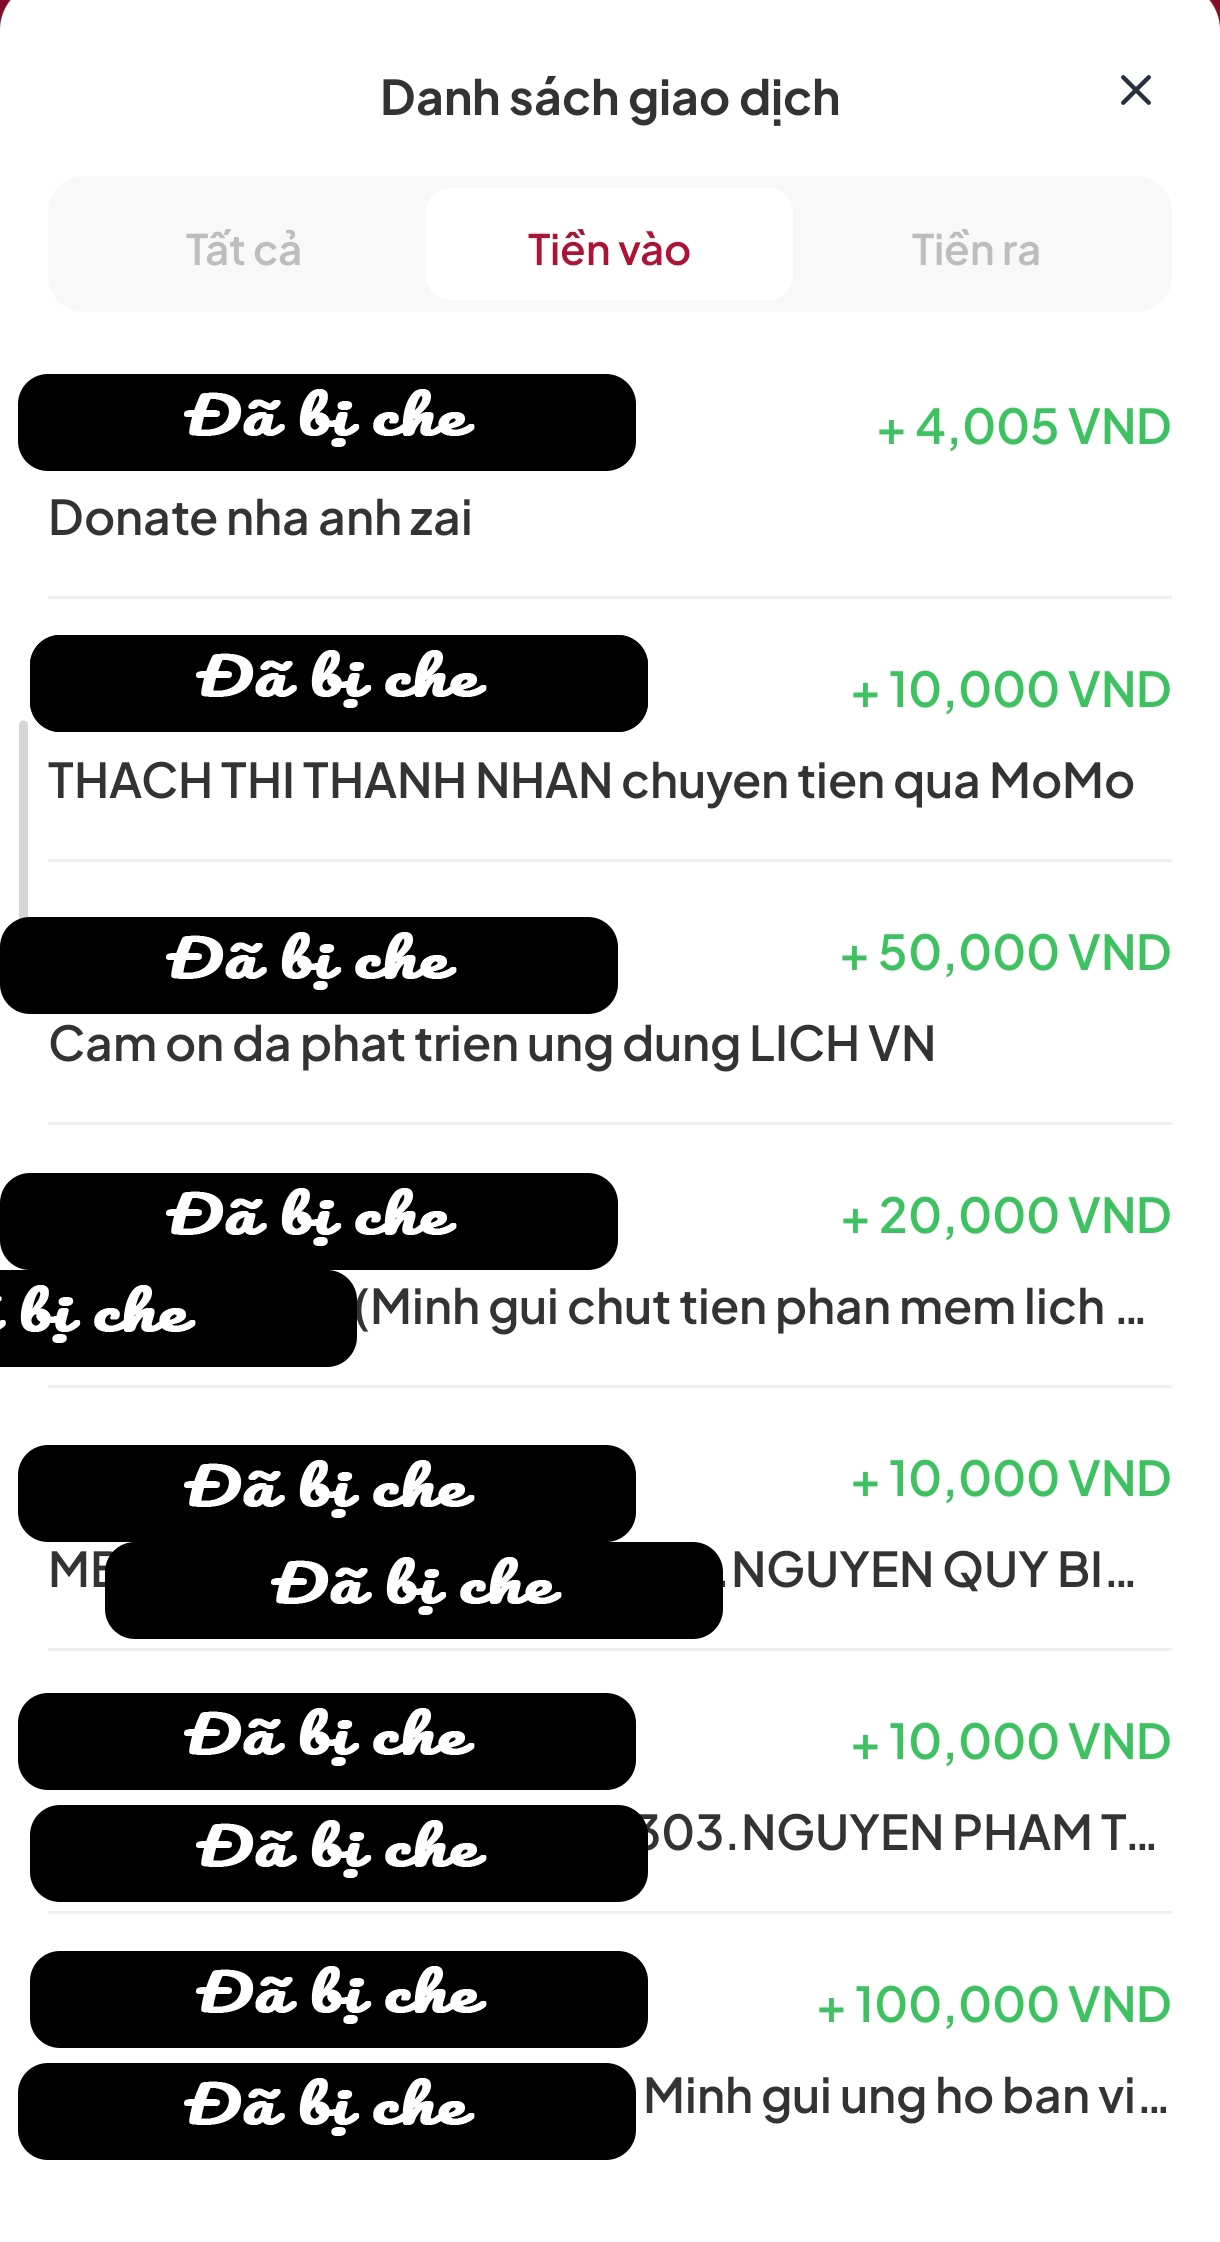 Danh sách giao dịch
Tất cả
Tiền vào
Tiền ra
Đã bị che
+ 4,005 VND
Donate nha anh zai
Đã bị che
+ 10,000 VND
THACH THI THANH NHAN chuyen tien qua MoMo
Đã bị che
+ 50,000 VND
Cam on da phat trien ung dung LICH VN
Đã bị che
+ 20,000 VND
bị che (Minh gui chut tien phan mem lich ...
Đã bị che
+ 10,000 VND
Đã bị che .NGUYEN QUY BI...
Đã bị che
+ 10,000 VND
Đã bị che 303.NGUYEN PHAM T...
Đã bị che
+ 100,000 VND
Đã bị che Minh gui ung ho ban vi...